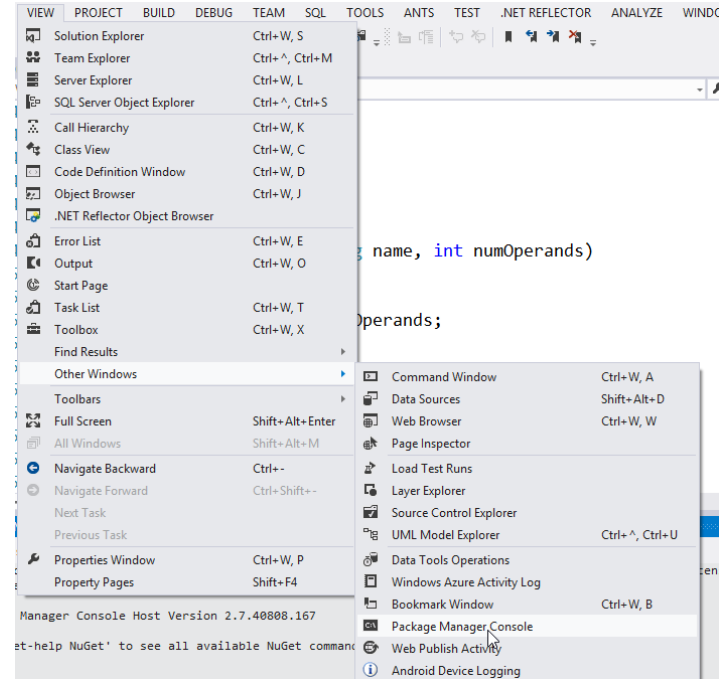 VIEW PROJECT BUILD DEBUG TEAM SQL TOOLS ANTS TEST .NET REFLECTOR ANALYZE WINDO
Solution Explorer Ctrl+W, S
Team Explorer Ctrl+^, Ctrl+M
Server Explorer Ctrl+W, L
SQL Server Object Explorer Ctrl+^, Ctrl+S
Call Hierarchy Ctrl+W, K
Class View Ctrl+W, C
Code Definition Window Ctrl+W, D
Object Browser Ctrl+W, J
.NET Reflector Object Browser
Error List Ctrl+W, E
name, int numOperands)
Output Ctrl+W, O
Start Page
Task List Ctrl+W, T
Operands;
Toolbox Ctrl+W, X
Find Results
Other Windows
Command Window Ctrl+W, A
Toolbars
Data Sources Shift+Alt+D
Full Screen Shift+Alt+Enter
Web Browser Ctrl+W, W
All Windows Shift+Alt+M
Page Inspector
Navigate Backward Ctrl+-
Load Test Runs
Navigate Forward Ctrl+Shift+-
Layer Explorer
Next Task
Source Control Explorer
Previous Task
UML Model Explorer Ctrl+^, Ctrl+U
Properties Window Ctrl+W, P
Data Tools Operations
Property Pages Shift+F4
Windows Azure Activity Log
Bookmark Window Ctrl+W, B
Manager Console Host Version 2.7.40808.167
Package Manager Console
et-help NuGet' to see all available NuGet comman
Web Publish Activity
Android Device Logging